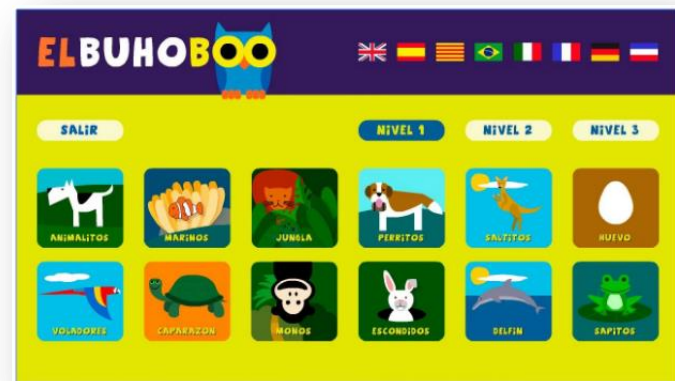 ELBUHOBOO
SALIR
NIVEL 1
NIVEL 2
NIVEL 3
ANIMALITOS
MARINOS
JUNGLA
PERRITOS
SALTITOS
HUEVO
VOLADORES
CAPARAZON
MONOS
ESCONDIDOS
DELFIN
SAPITOS